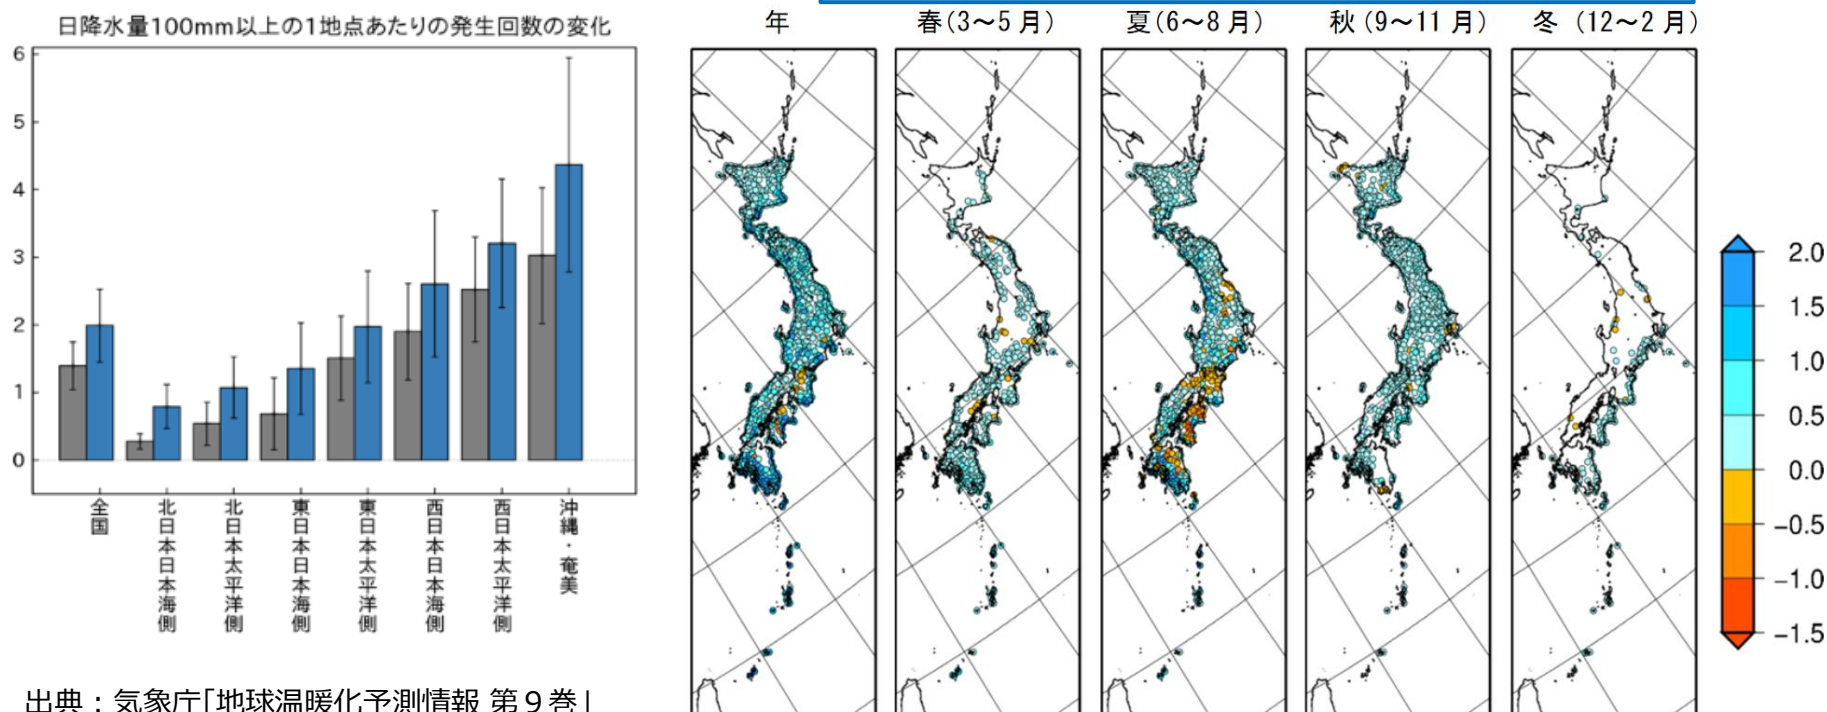 日降水量100mm以上の1地点あたりの発生回数の変化
6
5
4
3
2
1
0
全国
北日本日本海側
北日本太平洋側
東日本日本海側
東日本太平洋側
西日本日本海側
西日本太平洋側
沖縄・奄美
出典：気象庁｢地球温暖化予測情報 第９巻｣
年
春(3～5月)
夏(6～8月)
秋(9～11月)
冬 (12～2月)
2.0
1.5
1.0
0.5
0.0
−0.5
−1.0
−1.5